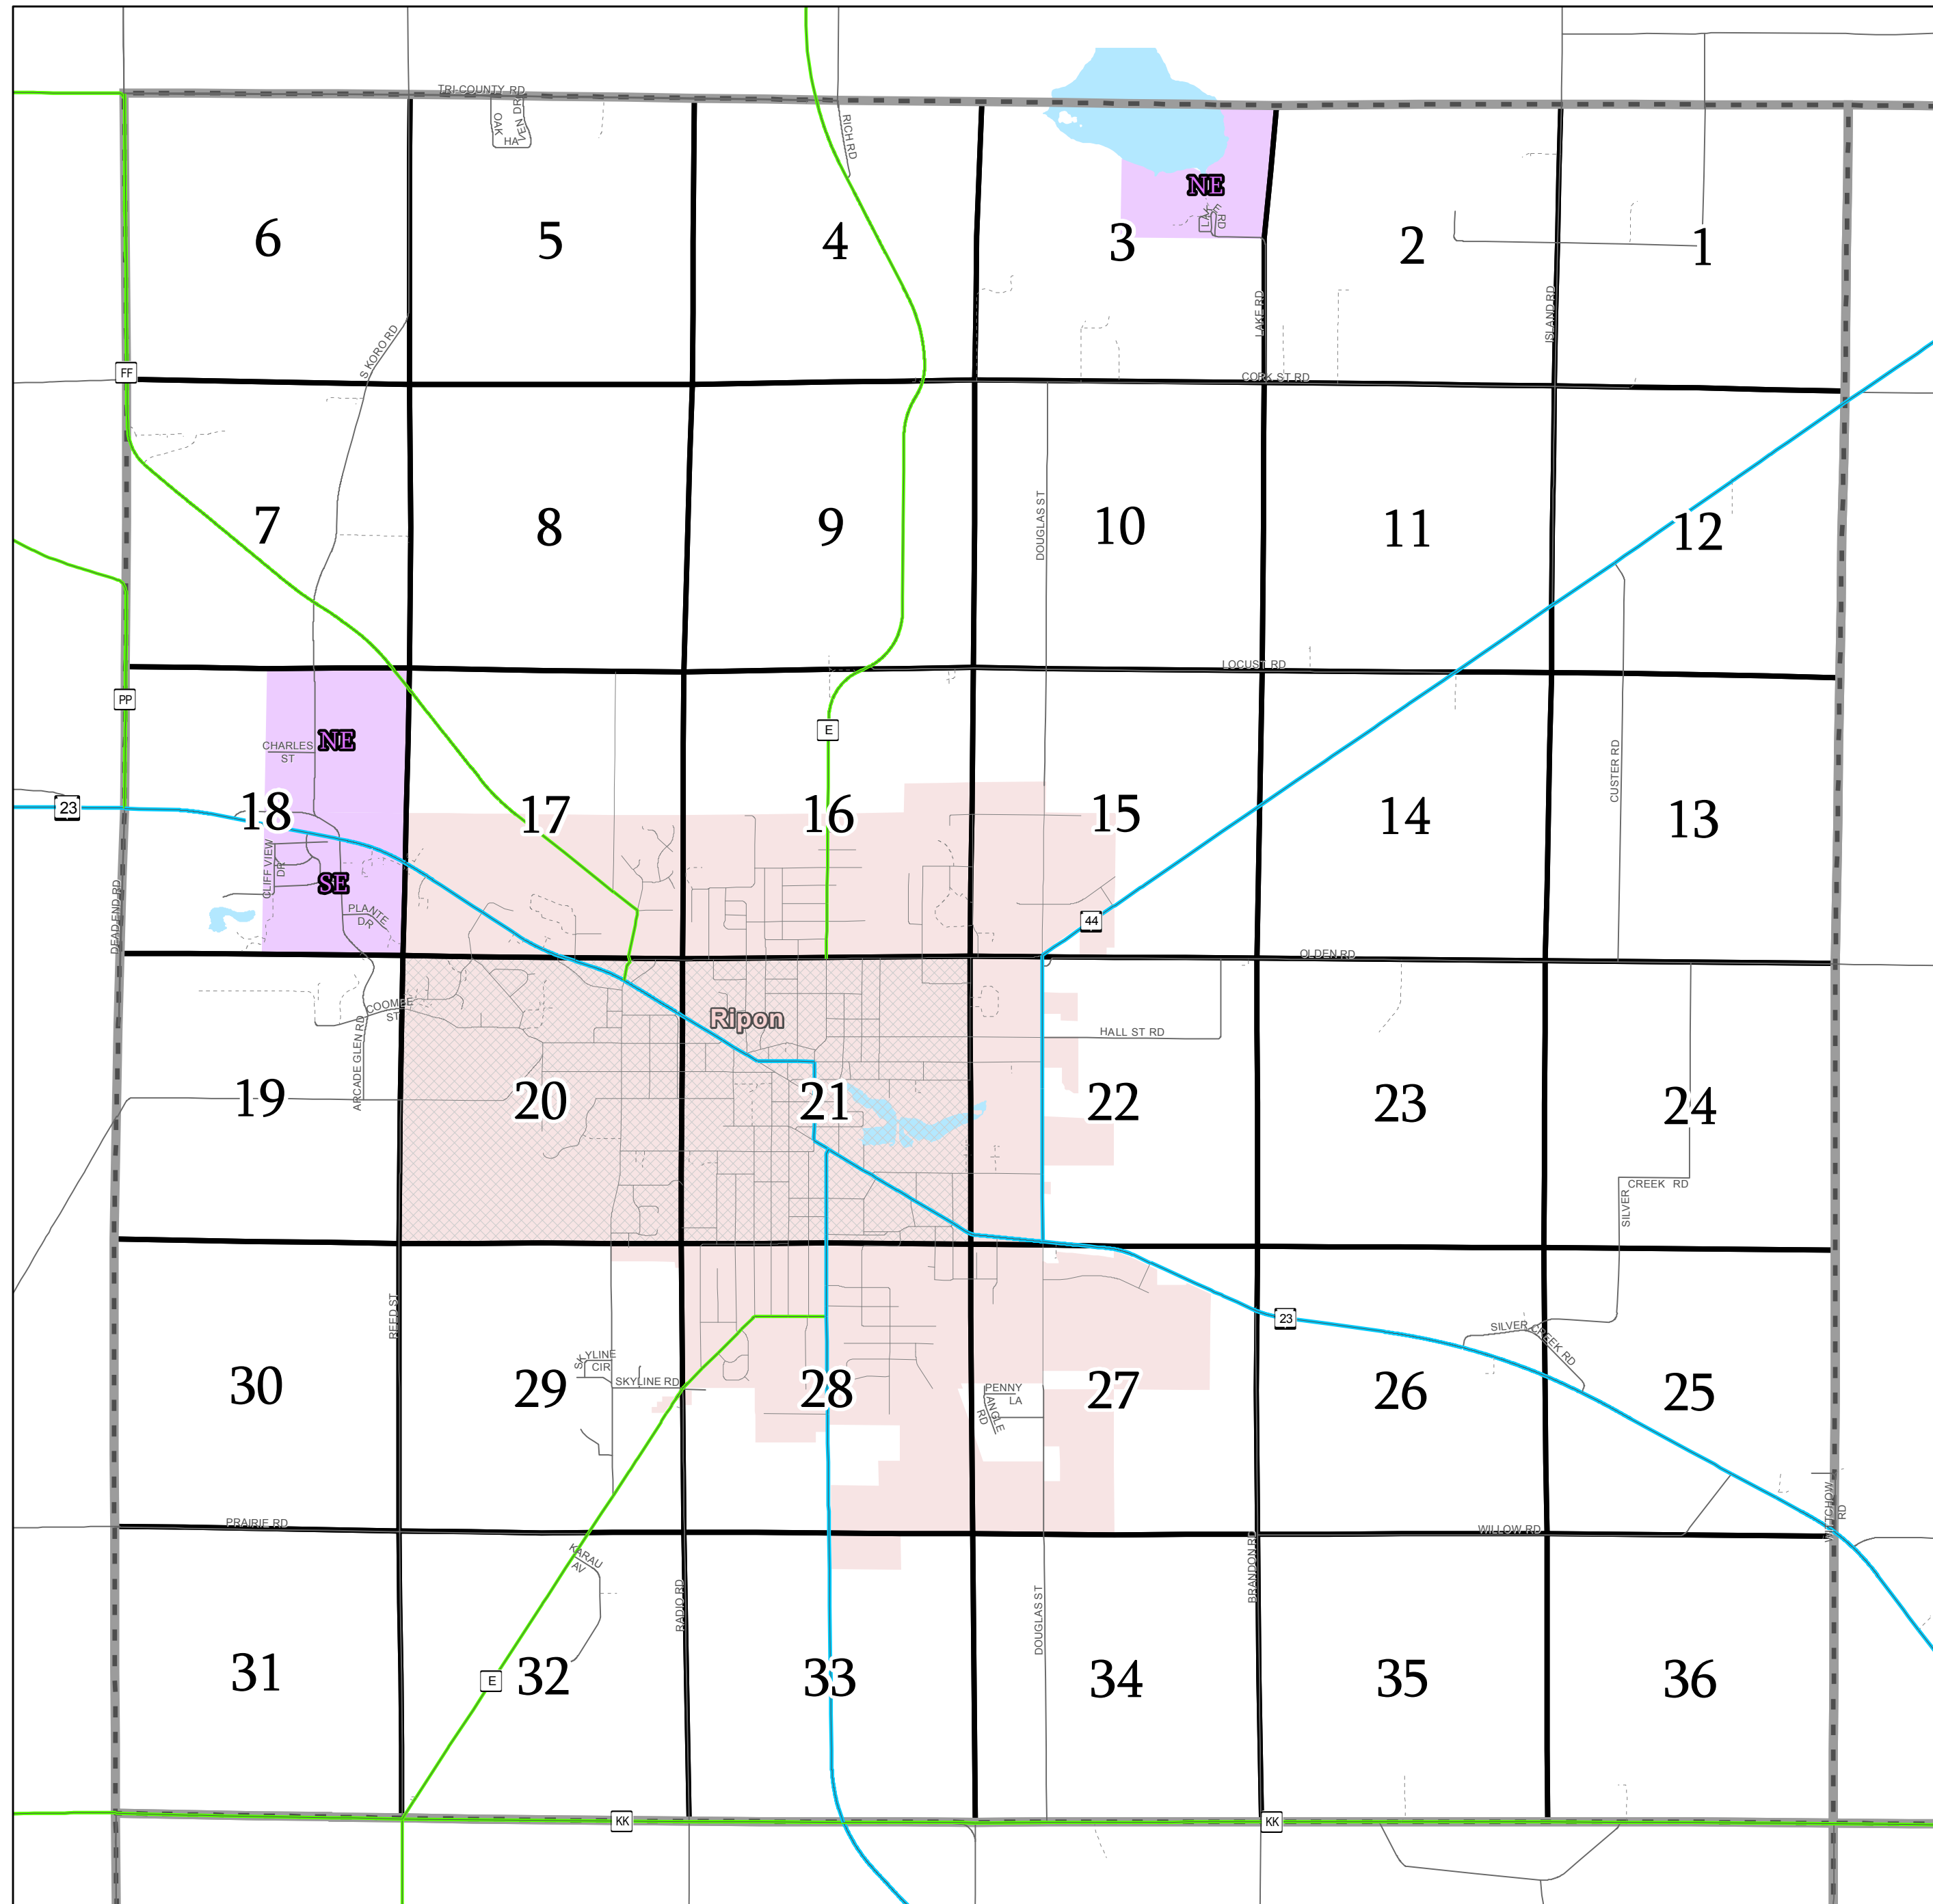 TRI-COUNTY RD
OAK
HA
VEN DR
RICH RD
NE
LAKE
RD
6
5
4
3
2
1
S KORO RD
LAKE RD
ISLAND RD
FF
CORK ST RD
7
8
9
10
11
12
DOUGLAS ST
LOCUST RD
PP
E
NE
CHARLES
ST
CUSTER RD
23
18
17
16
15
14
13
CLIFF VIEW
DR
SE
PLANTE
DR
44
DEAD END RD
OLDEN RD
COOMBE
ST
Ripon
HALL ST RD
ARCADE GLEN RD
19
20
21
22
23
24
SILVER
CREEK RD
REED ST
23
SILVER CREEK RD
SKYLINE
CIR
SKYLINE RD
PENNY
LA
ANGLE
RD
30
29
28
27
26
25
RD
PRAIRIE RD
WILLOW RD
KARAU
AV
RADIO RD
DOUGLAS ST
BRANDON RD
31
E
32
33
34
35
36
KK
KK